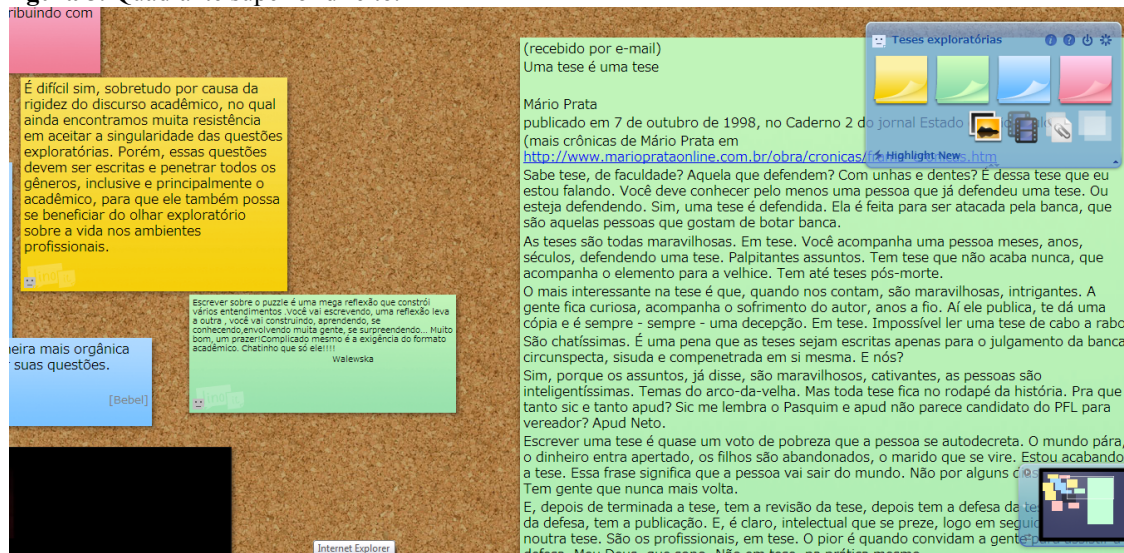 ribuindo com
É difícil sim, sobretudo por causa da
rigidez do discurso acadêmico, no qual
ainda encontramos muita resistência
em aceitar a singularidade das questões
exploratórias. Porém, essas questões
devem ser escritas e penetrar todos os
gêneros, inclusive e principalmente o
acadêmico, para que ele também possa
se beneficiar do olhar exploratório
sobre a vida nos ambientes
profissionais.
Escrever sobre o puzzle é uma mega reflexão que constrói
vários entendimentos .Você vai escrevendo, uma reflexão leva
a outra , você vai construindo, aprendendo, se
conhecendo,envolvendo muita gente, se surpreendendo... Muito
bom, um prazer!Complicado mesmo é a exigência do formato
acadêmico. Chatinho que só ele!!!!
Walewska
neira mais orgânica
suas questões.
[Bebel]
Internet Explorer
(recebido por e-mail)
Uma tese é uma tese
Mário Prata
publicado em 7 de outubro de 1998, no Caderno 2 do jornal Estado
(mais crônicas de Mário Prata em
http://www.marioprataonline.com.br/obra/cronicas/
Sabe tese, de faculdade? Aquela que defendem? Com unhas e dentes? É dessa tese que eu
estou falando. Você deve conhecer pelo menos uma pessoa que já defendeu uma tese. Ou
esteja defendendo. Sim, uma tese é defendida. Ela é feita para ser atacada pela banca, que
são aquelas pessoas que gostam de botar banca.
As teses são todas maravilhosas. Em tese. Você acompanha uma pessoa meses, anos,
séculos, defendendo uma tese. Palpitantes assuntos. Tem tese que não acaba nunca, que
acompanha o elemento para a velhice. Tem até teses pós-morte.
O mais interessante na tese é que, quando nos contam, são maravilhosas, intrigantes. A
gente fica curiosa, acompanha o sofrimento do autor, anos a fio. Aí ele publica, te dá uma
cópia e é sempre - sempre - uma decepção. Em tese. Impossível ler uma tese de cabo a rabo.
São chatíssimas. É uma pena que as teses sejam escritas apenas para o julgamento da banca
circunspecta, sisuda e compenetrada em si mesma. E nós?
Sim, porque os assuntos, já disse, são maravilhosos, cativantes, as pessoas são
inteligentíssimas. Temas do arco-da-velha. Mas toda tese fica no rodapé da história. Pra que
tanto sic e tanto apud? Sic me lembra o Pasquim e apud não parece candidato do PFL para
vereador? Apud Neto.
Escrever uma tese é quase um voto de pobreza que a pessoa se autodecreta. O mundo pára,
o dinheiro entra apertado, os filhos são abandonados, o marido que se vire. Estou acabando
a tese. Essa frase significa que a pessoa vai sair do mundo. Não por alguns
Tem gente que nunca mais volta.
E, depois de terminada a tese, tem a revisão da tese, depois tem a defesa da
da defesa, tem a publicação. E, é claro, intelectual que se preze, logo em
noutra tese. São os profissionais, em tese. O pior é quando convidam a gente
Teses exploratórias
Highlight New